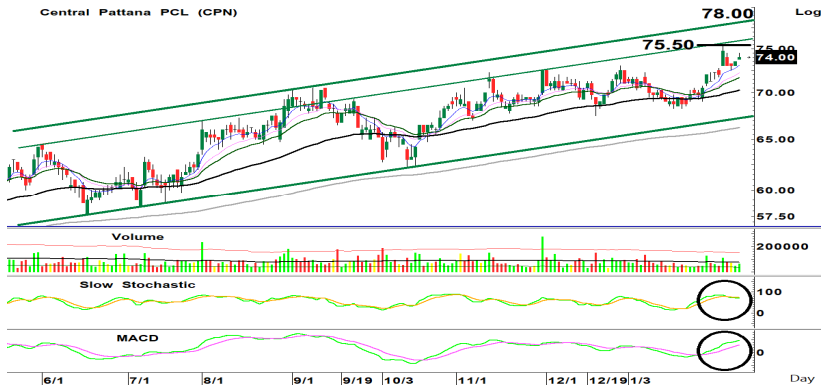 Central Pattana PCL (CPN)
78.00
Log
75.50
75.00
74.00
70.00
65.00
60.00
57.50
Volume
200000
Slow Stochastic
100
0
MACD
0
6/1 7/1 8/1 9/1 9/19 10/3 11/1 12/1 12/19 1/3
Day